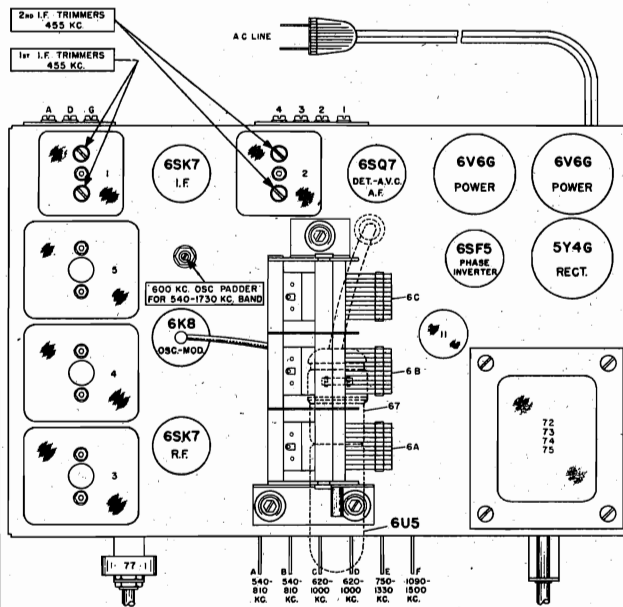 2ND I.F. TRIMMERS
455 KC.
1ST I.F. TRIMMERS
455 KC.
A C LINE
A D G
4 3 2 1
1
6SK7
I.F.
2
6SQ7
DET.-A.V.C.
A.F.
6V6G
POWER
6V6G
POWER
5
600 KC. OSC PADDER
FOR 540-1730 KC. BAND
6SF5
PHASE
INVERTER
5Y4G
RECT.
6C
6K8
OSC.-MOD.
11
4
6B
67
6SK7
R.F.
6A
3
72
73
74
75
6U5
77
A
540-
810
KC.
B
540-
810
KC.
C
620-
1000
KC.
D
620-
1000
KC.
E
750-
1330
KC.
F
1090-
1500
KC.